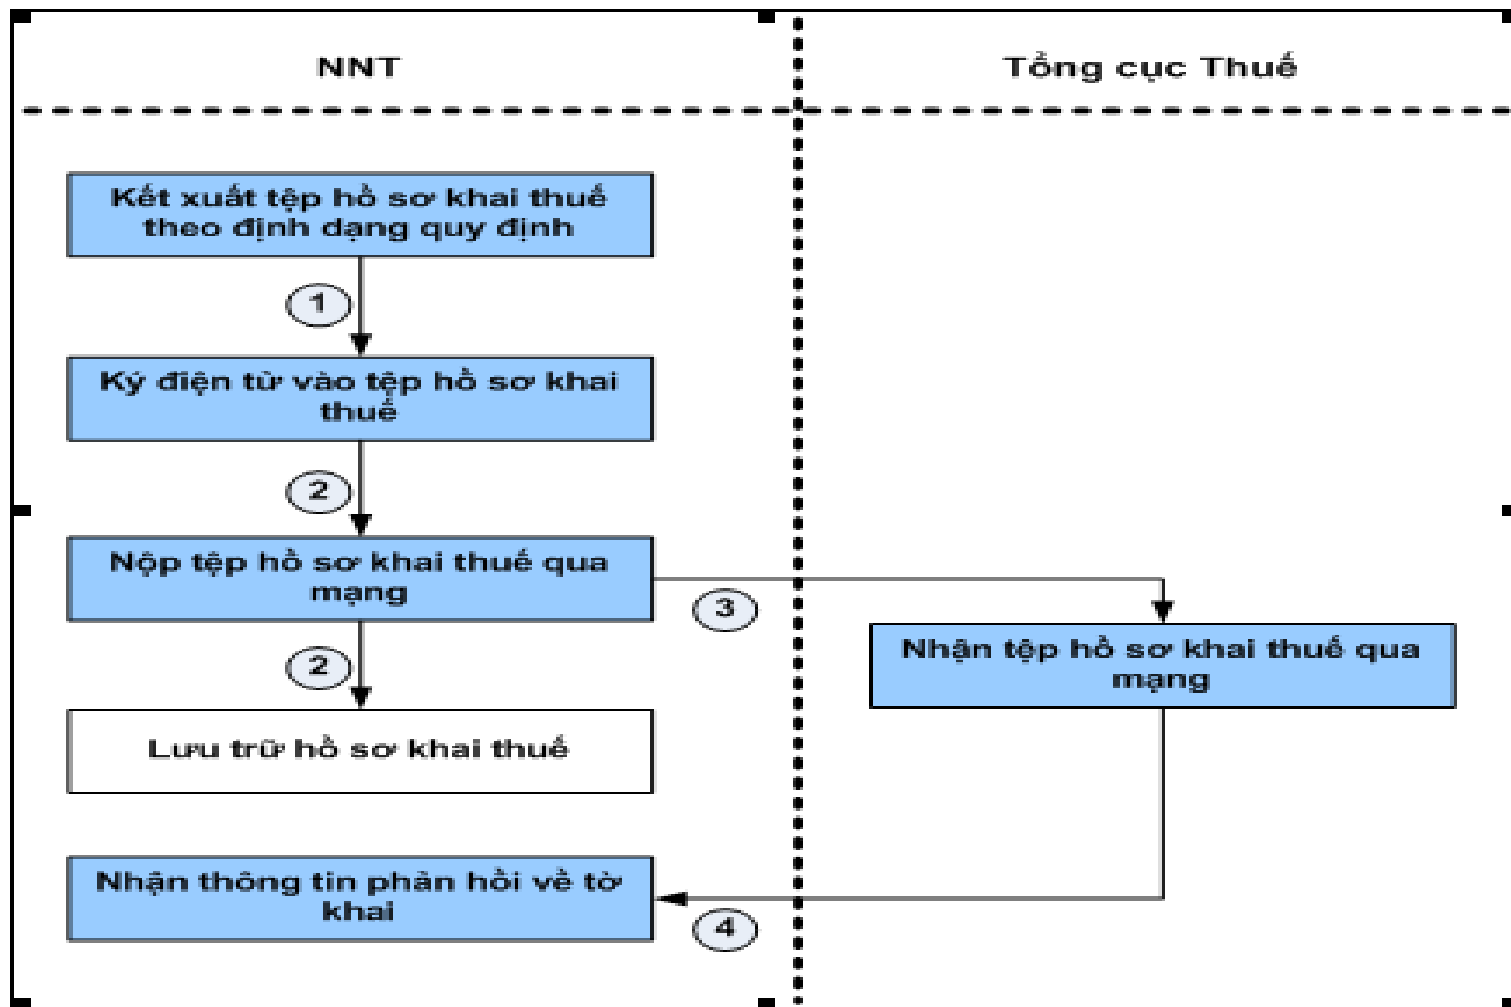 NNT
Tổng cục Thuế
Kết xuất tệp hồ sơ khai thuế
theo định dạng quy định
1
Ký điện tử vào tệp hồ sơ khai
thuế
2
Nộp tệp hồ sơ khai thuế qua
mạng
3
Nhận tệp hồ sơ khai thuế qua
mạng
2
Lưu trữ hồ sơ khai thuế
Nhận thông tin phản hồi về tờ
khai
4